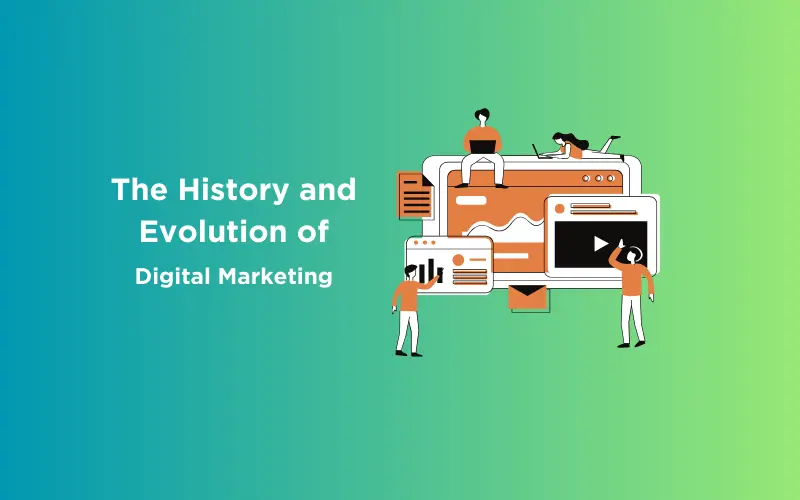 The History and
Evolution of
Digital Marketing